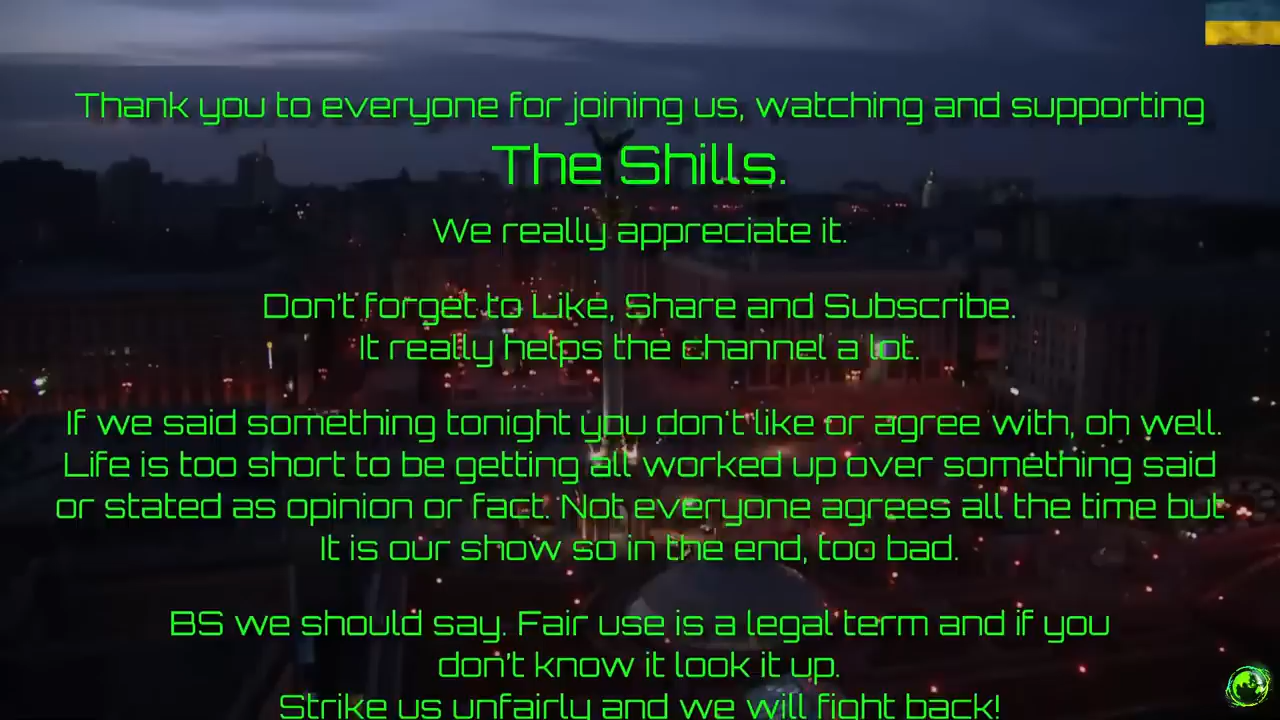 Thank you to everyone for joining us, watching and supporting
The Shills.
We really appreciate it.
Don't forget to Like, Share and Subscribe.
It really helps the channel a lot.
If we said something tonight you don't like or agree with, oh well.
Life is too short to be getting all worked up over something said
or stated as opinion or fact. Not everyone agrees all the time but
It is our show so in the end, too bad.
BS we should say. Fair use is a legal term and if you
don't know it look it up.
Strike us unfairly and we will fight back!